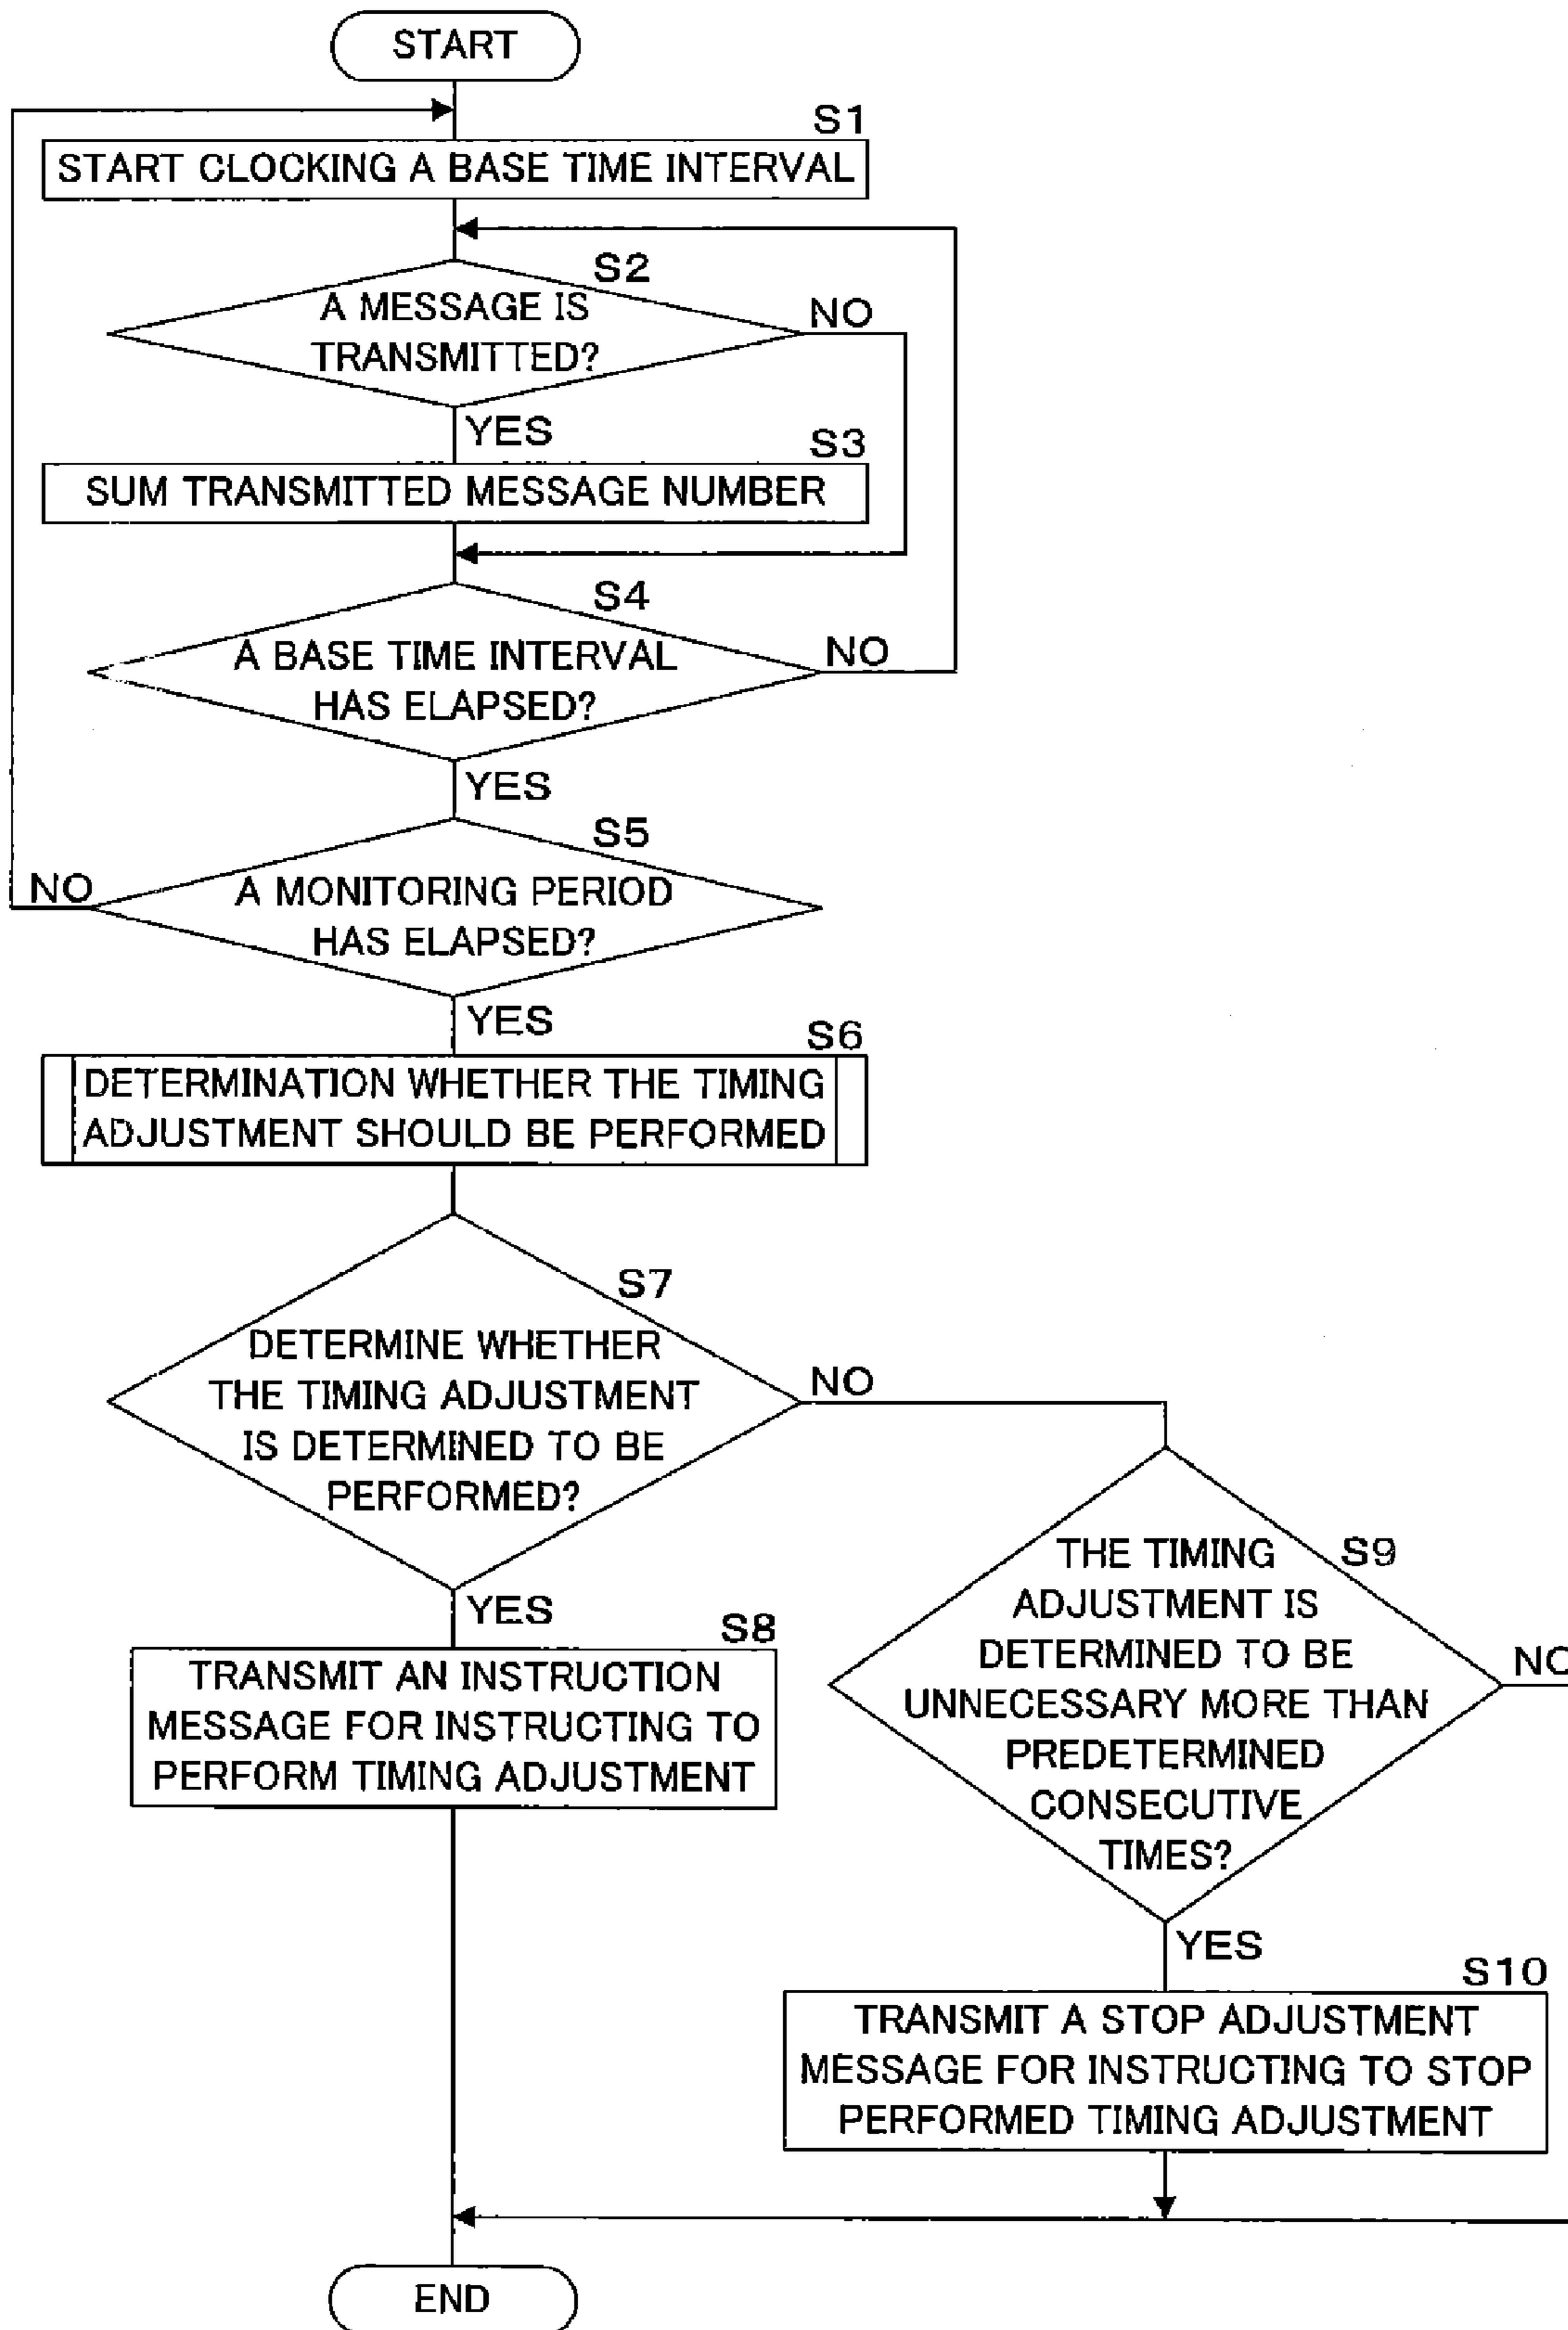 START
S1
START CLOCKING A BASE TIME INTERVAL
S2
A MESSAGE IS
TRANSMITTED?
NO
YES
S3
SUM TRANSMITTED MESSAGE NUMBER
S4
A BASE TIME INTERVAL
HAS ELAPSED?
NO
YES
S5
A MONITORING PERIOD
HAS ELAPSED?
NO
YES
S6
DETERMINATION WHETHER THE TIMING
ADJUSTMENT SHOULD BE PERFORMED
S7
DETERMINE WHETHER
THE TIMING ADJUSTMENT
IS DETERMINED TO BE
PERFORMED?
NO
YES
S8
TRANSMIT AN INSTRUCTION
MESSAGE FOR INSTRUCTING TO
PERFORM TIMING ADJUSTMENT
S9
THE TIMING
ADJUSTMENT IS
DETERMINED TO BE
UNNECESSARY MORE THAN
PREDETERMINED
CONSECUTIVE
TIMES?
NO
YES
S10
TRANSMIT A STOP ADJUSTMENT
MESSAGE FOR INSTRUCTING TO STOP
PERFORMED TIMING ADJUSTMENT
END